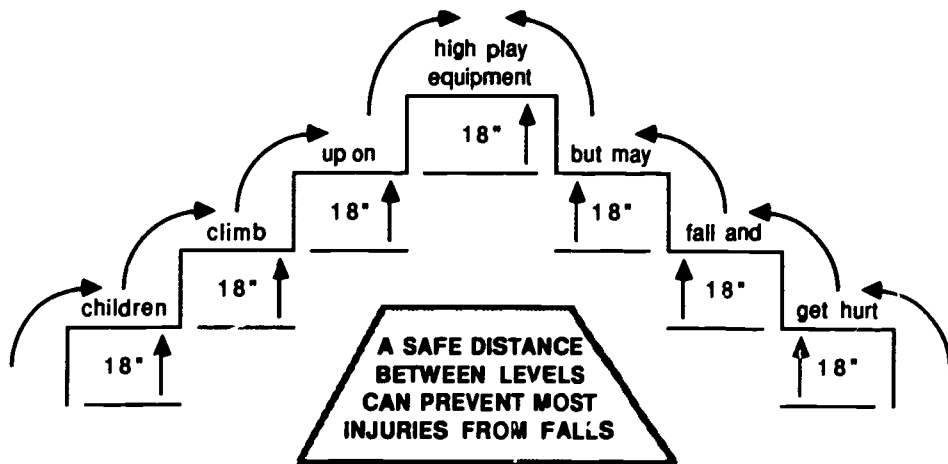 high play
equipment
18"
up on
but may
18"
18"
climb
fall and
18"
18"
children
get hurt
18"
18"
A SAFE DISTANCE
BETWEEN LEVELS
CAN PREVENT MOST
INJURIES FROM FALLS